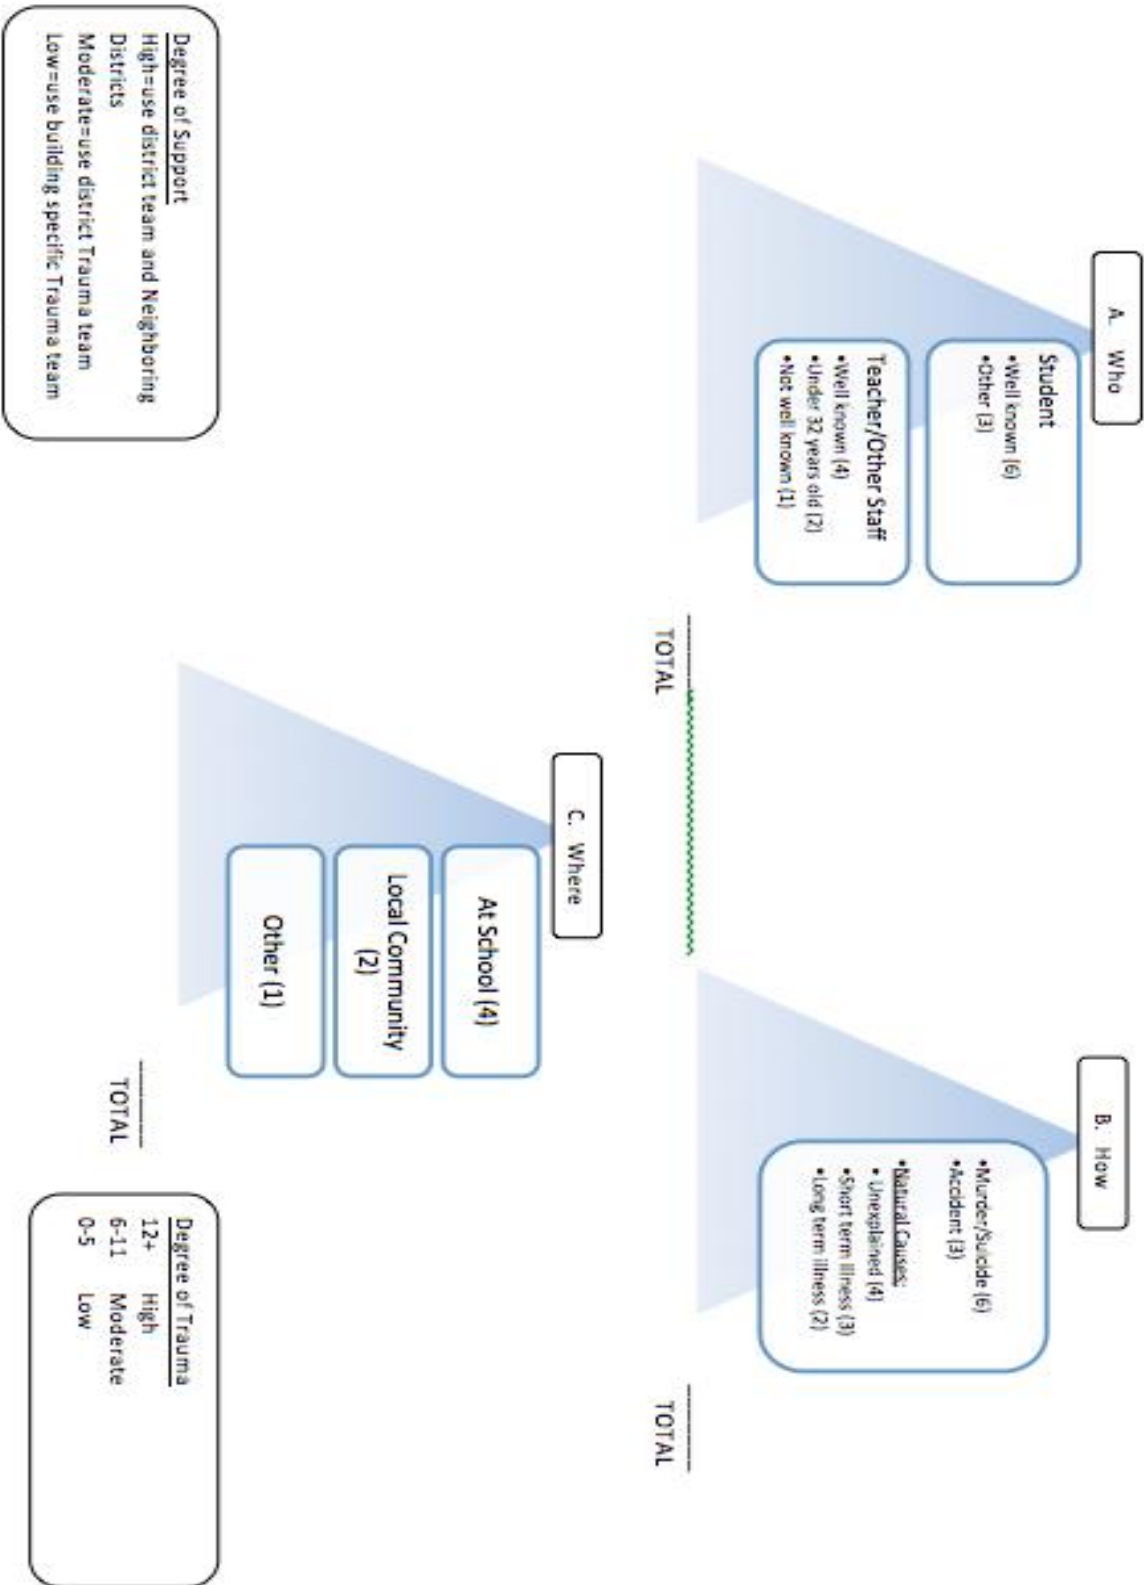 A. Who
Student
•Well known (6)
•Other (3)
Teacher/Other Staff
•Well known (4)
•Under 32 years old (2)
•Not well known (1)
TOTAL
B. How
•Murder/Suicide (6)
•Accident (3)
•Natural Causes:
• Unexplained (4)
•Short term illness (3)
•Long term illness (2)
TOTAL
C. Where
At School (4)
Local Community
(2)
Other (1)
TOTAL
Degree of Support
High=use district team and Neighboring
Districts
Moderate=use district Trauma team
Low=use building specific Trauma team
Degree of Trauma
12+ High
6-11 Moderate
0-5 Low